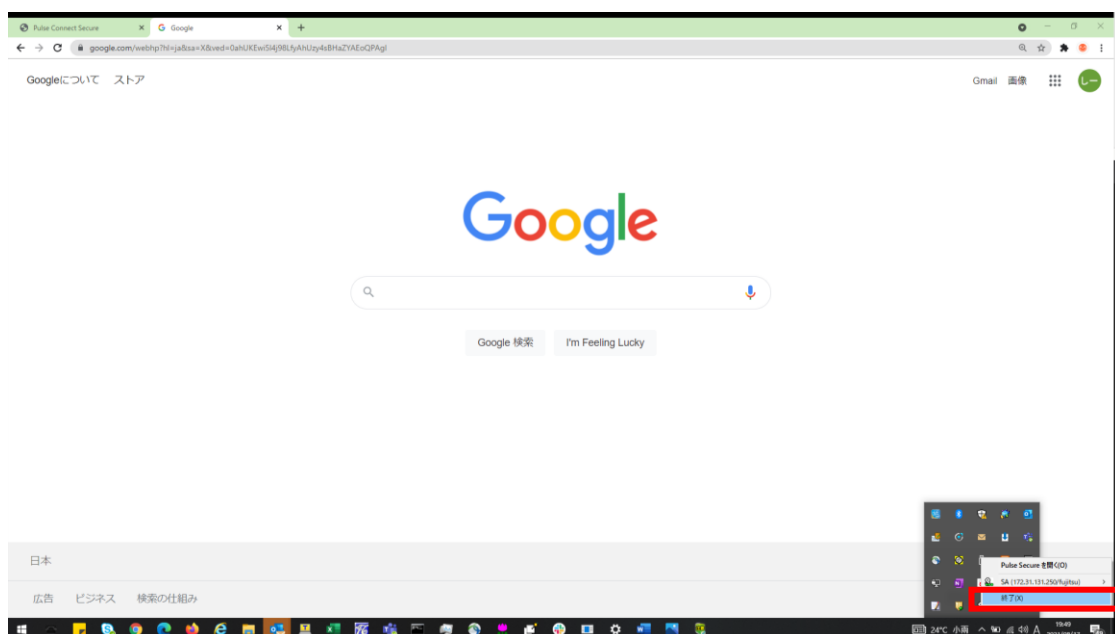 Pulse Connect Secure
Google
google.com/webhp?hl=ja&sa=X&ved=0ahUKEwiSl4j98LfyAhUzy4sBHaZYAEoQPAgI
Googleについて ストア
Gmail 画像
し一
Google
Google 検索 I'm Feeling Lucky
日本
Pulse Secure を開く(O)
SA (172.31.131.250/fujitsu)
終了(X)
広告 ビジネス 検索の仕組み
24°C 小雨 A 19:49